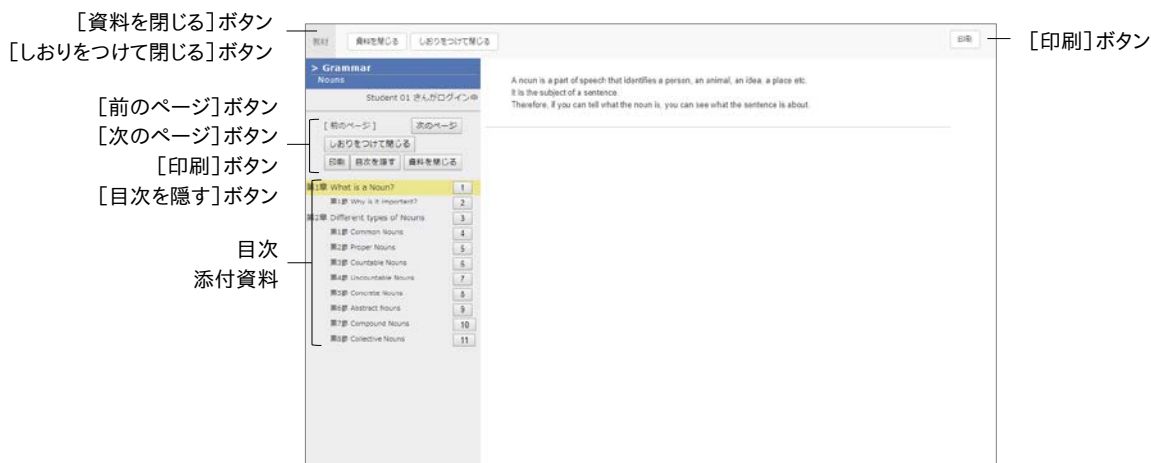 [資料を閉じる]ボタン
[しおりをつけて閉じる]ボタン
[印刷]ボタン
[前のページ]ボタン
[次のページ]ボタン
[印刷]ボタン
[目次を隠す]ボタン
目次
添付資料
教材 資料を閉じる しおりをつけて閉じる 印刷
> Grammar
Nouns
Student 01 さんがログイン中
[前のページ] 次のページ
しおりをつけて閉じる
印刷 目次を隠す 資料を閉じる
第1章 What is a Noun? 1
第1節 Why is it important? 2
第2章 Different types of Nouns 3
第1節 Common Nouns 4
第2節 Proper Nouns 5
第3節 Countable Nouns 6
第4節 Uncountable Nouns 7
第5節 Concrete Nouns 8
第6節 Abstract Nouns 9
第7節 Compound Nouns 10
第8節 Collective Nouns 11
A noun is a part of speech that identifies a person, an animal, an idea, a place etc.
It is the subject of a sentence.
Therefore, if you can tell what the noun is, you can see what the sentence is about.